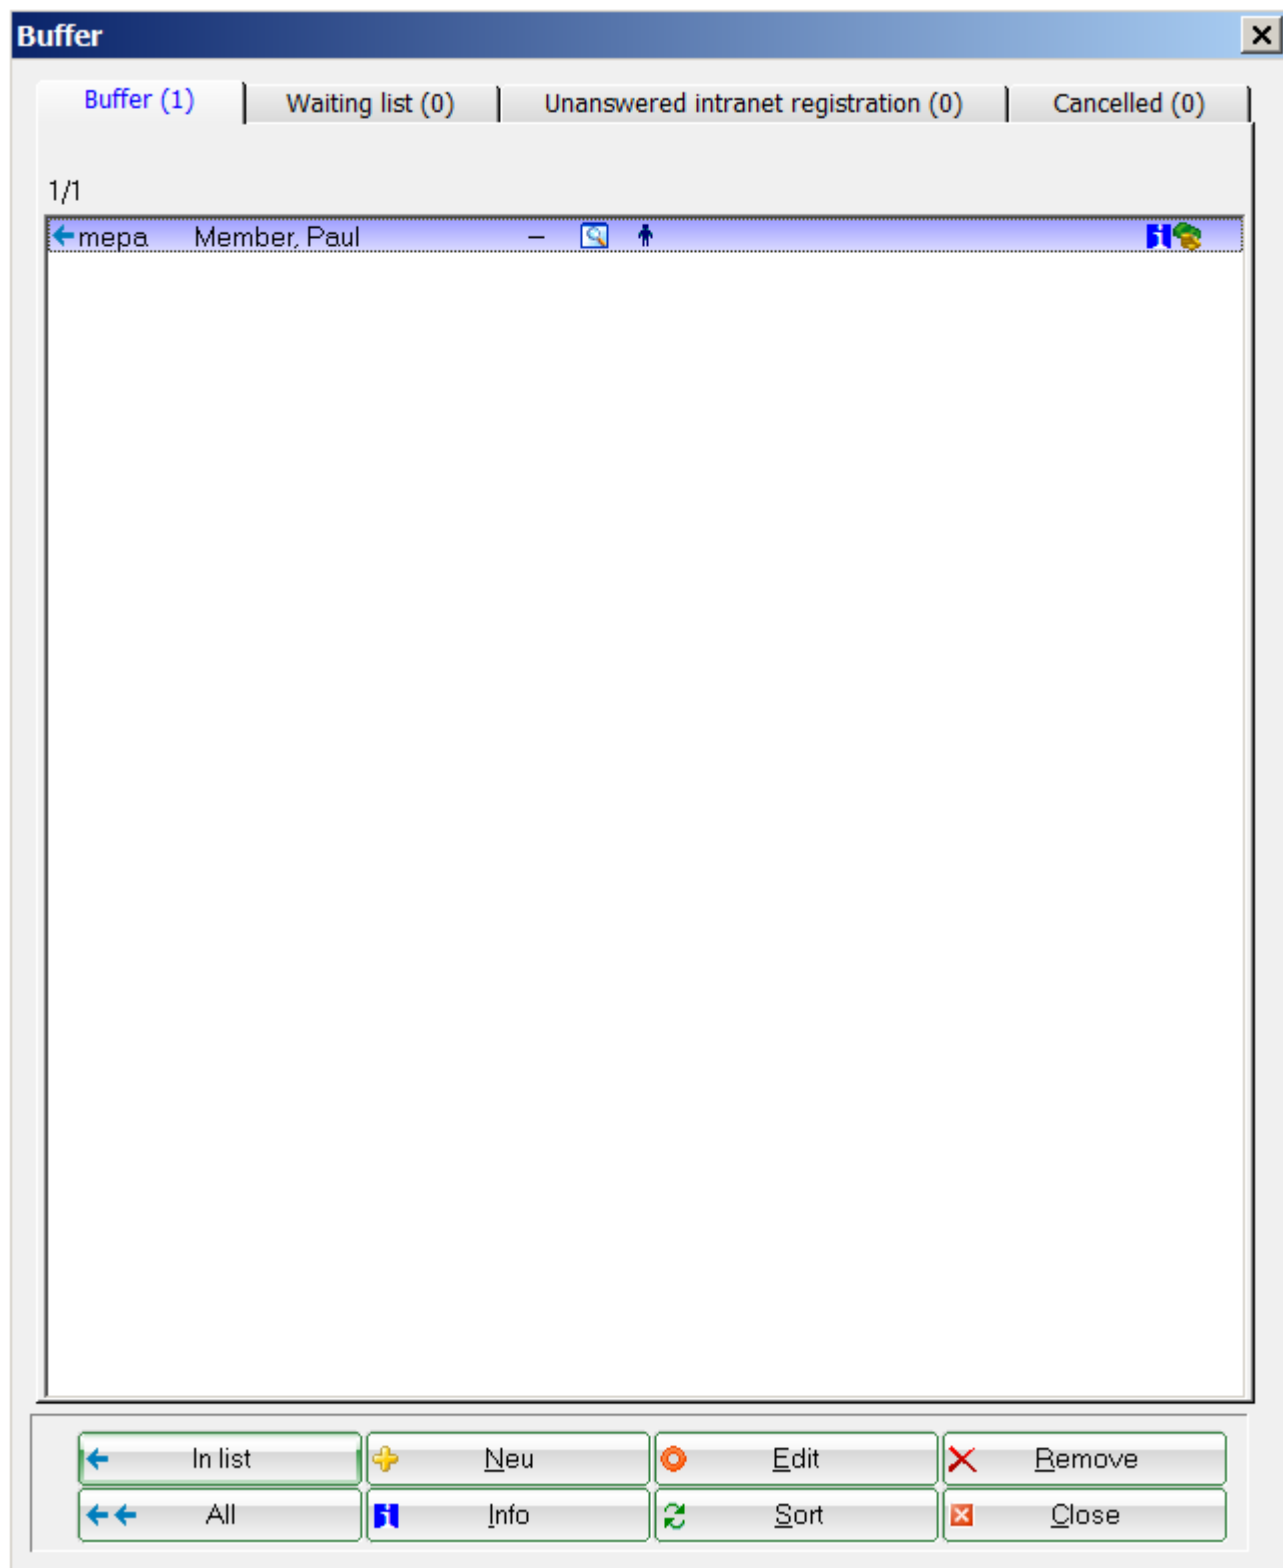 Buffer
Buffer (1) Waiting list (0) Unanswered intranet registration (0) Cancelled (0)
1/1
mepa Member, Paul –
In list Neu Edit Remove
All Info Sort Close